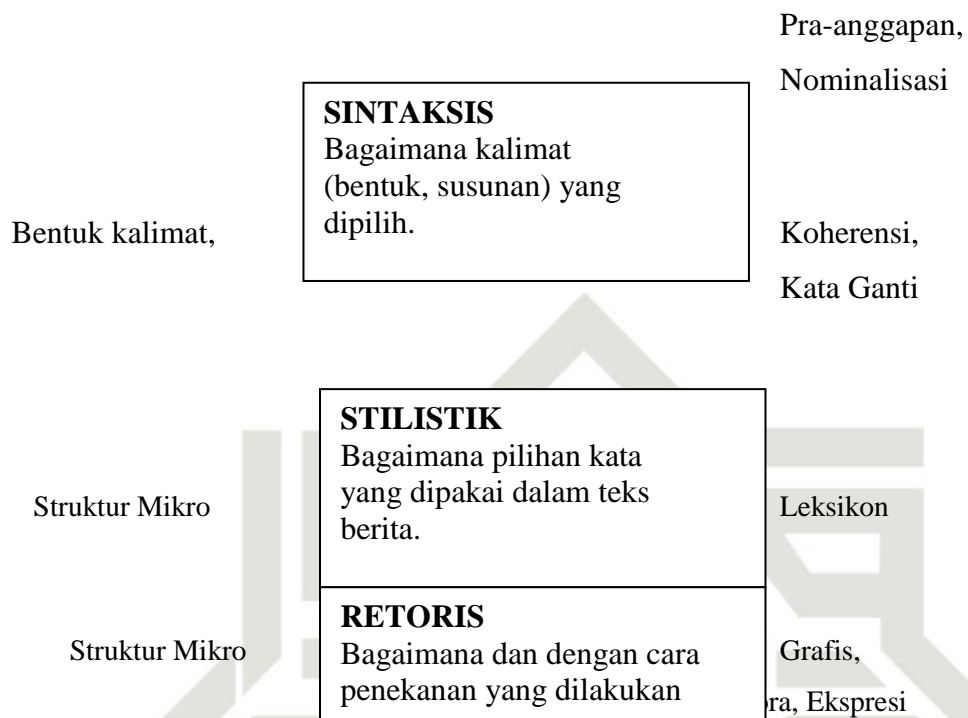 Pra-anggapan,
Nominalisasi
SINTAKSIS
Bagaimana kalimat
(bentuk, susunan) yang
dipilih.
Bentuk kalimat,
Koherensi,
Kata Ganti
STILISTIK
Bagaimana pilihan kata
yang dipakai dalam teks
berita.
Struktur Mikro
Leksikon
RETORIS
Struktur Mikro
Bagaimana dan dengan cara
penekanan yang dilakukan
Grafis,
Ekspresi